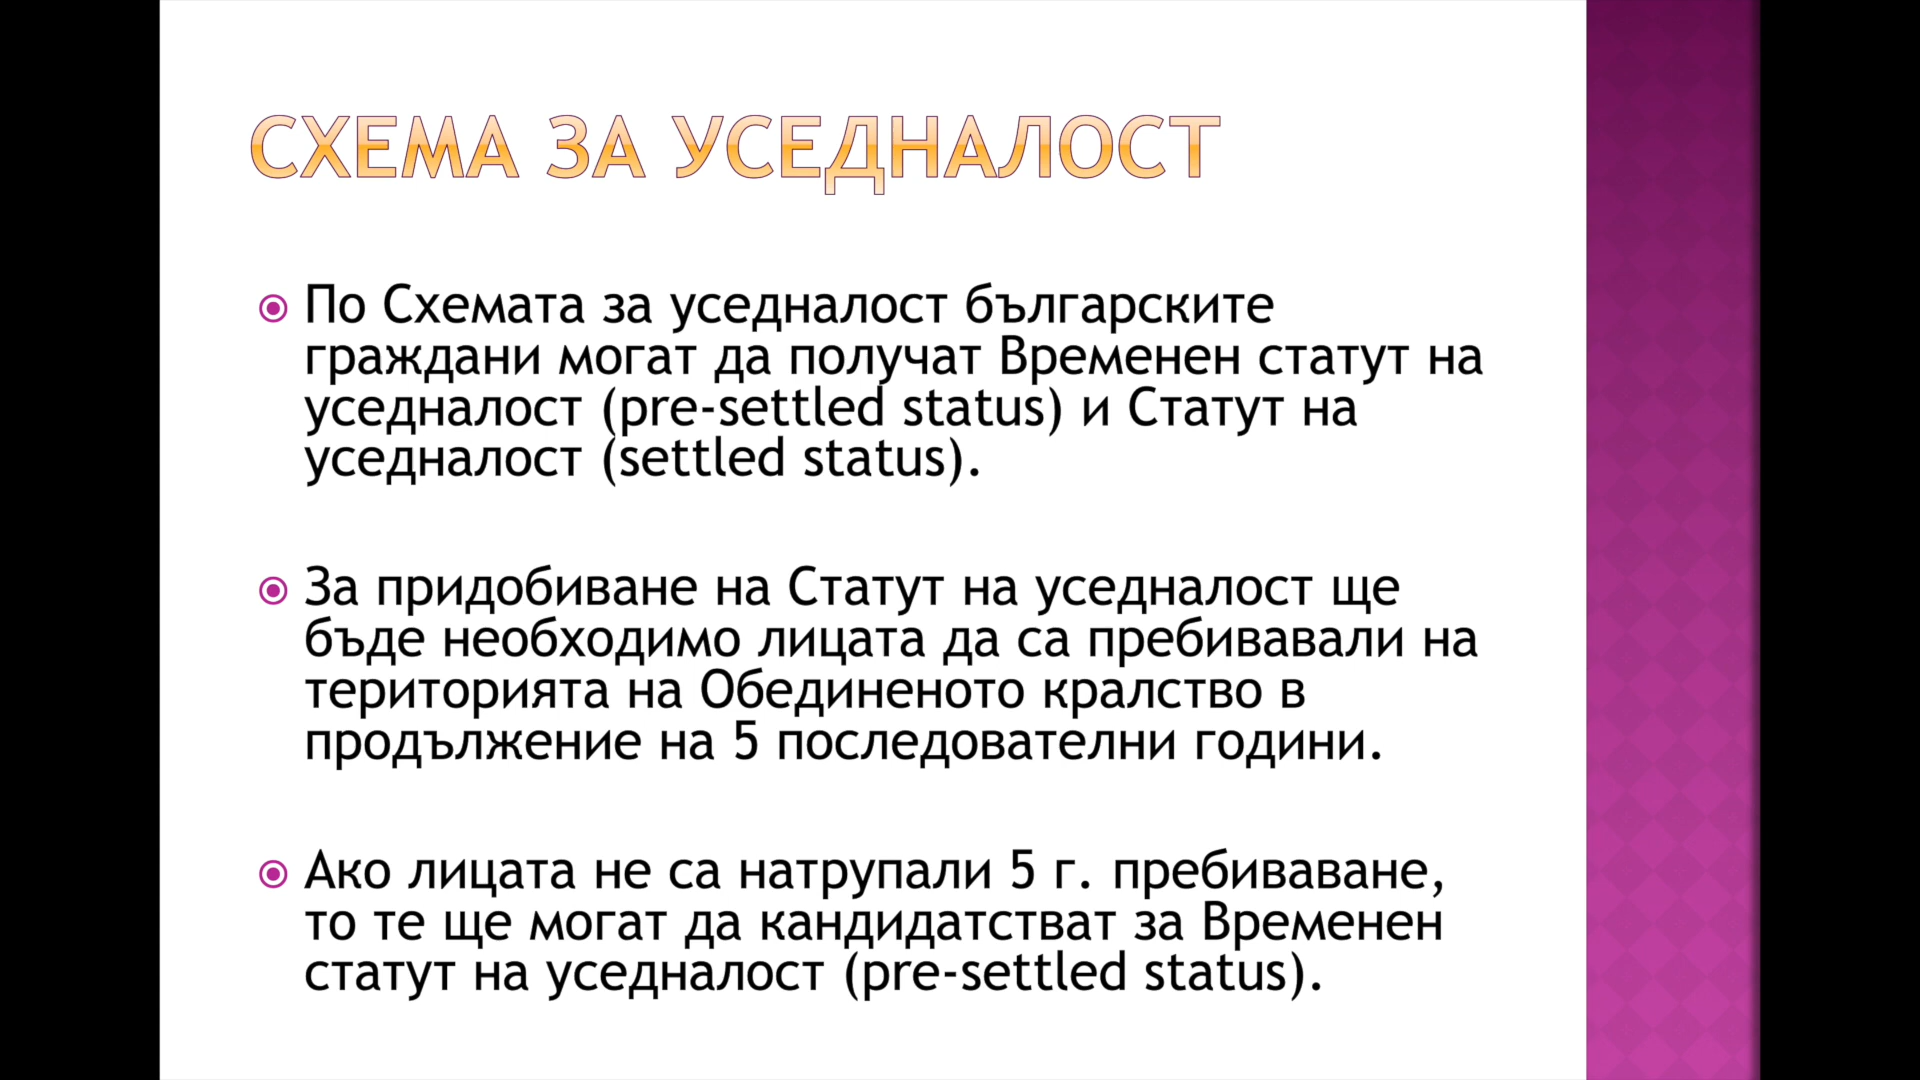 СХЕМА ЗА УСЕДНАЛОСТ
По Схемата за уседналост българските
граждани могат да получат Временен статут на
уседналост (pre-settled status) и Статут на
уседналост (settled status).
За придобиване на Статут на уседналост ще
бъде необходимо лицата да са пребивавали на
територията на Обединеното кралство в
продължение на 5 последователни години.
Ако лицата не са натрупали 5 г. пребиваване,
то те ще могат да кандидатстват за Временен
статут на уседналост (pre-settled status).